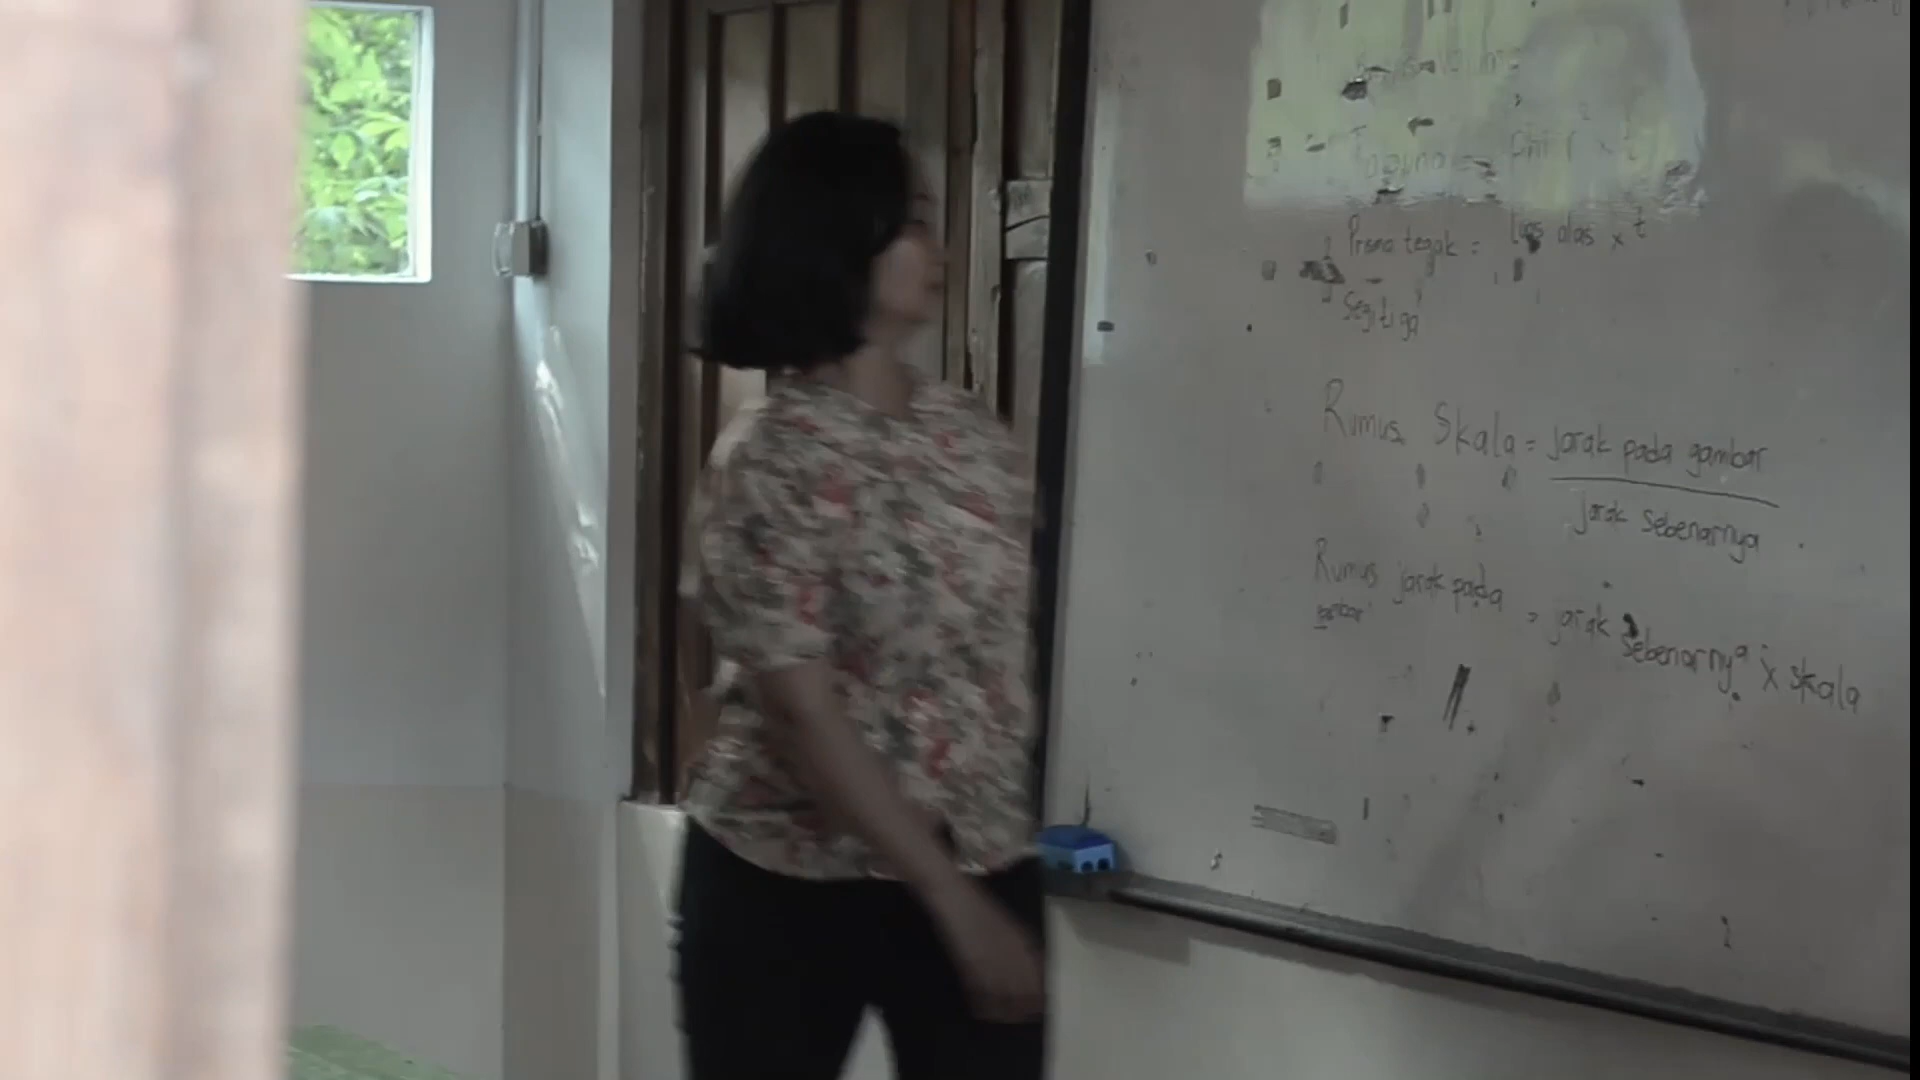 Prisma tegak = luas alas x t
Segitiga
Rumus Skala = jarak pada gambar
jarak sebenarnya
Rumus jarak pada = jarak sebenarnya x skala
gambar